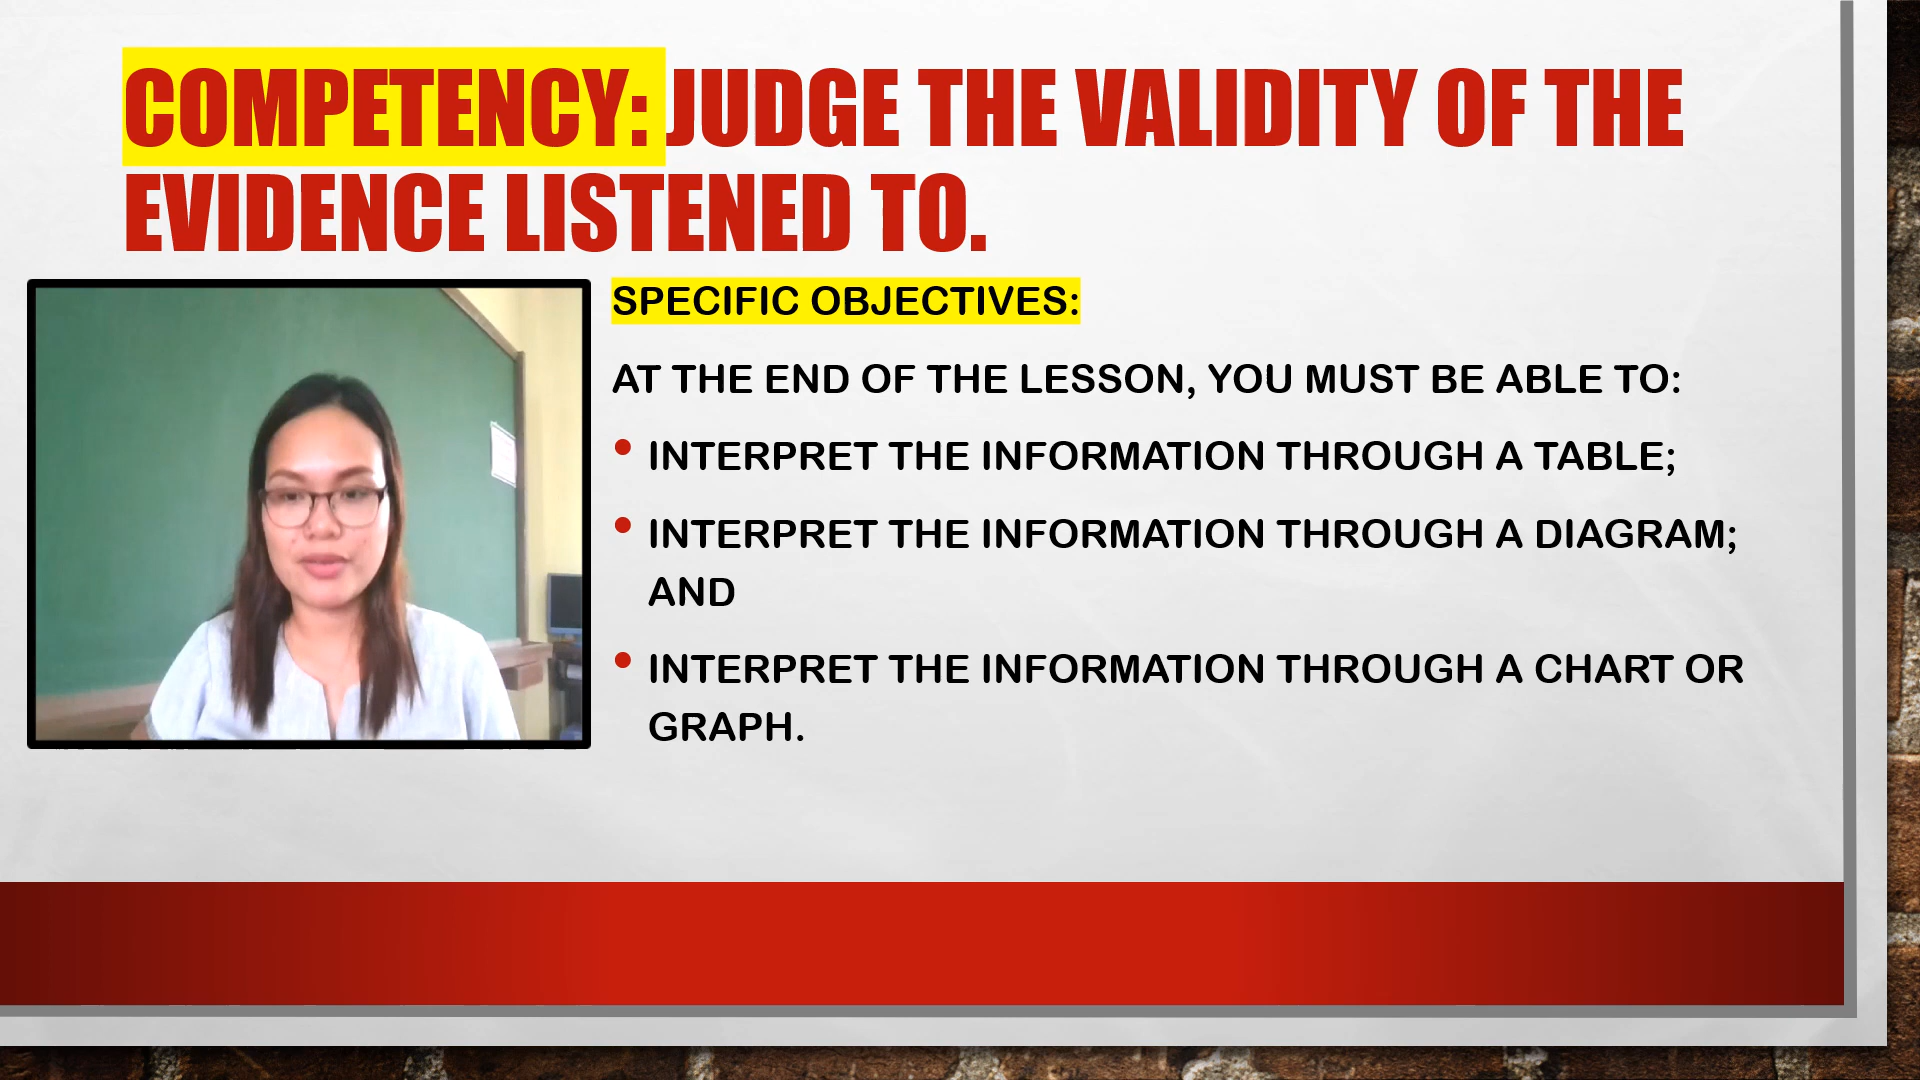 COMPETENCY: JUDGE THE VALIDITY OF THE
EVIDENCE LISTENED TO.
SPECIFIC OBJECTIVES:
AT THE END OF THE LESSON, YOU MUST BE ABLE TO:
• INTERPRET THE INFORMATION THROUGH A TABLE;
• INTERPRET THE INFORMATION THROUGH A DIAGRAM;
AND
• INTERPRET THE INFORMATION THROUGH A CHART OR
GRAPH.